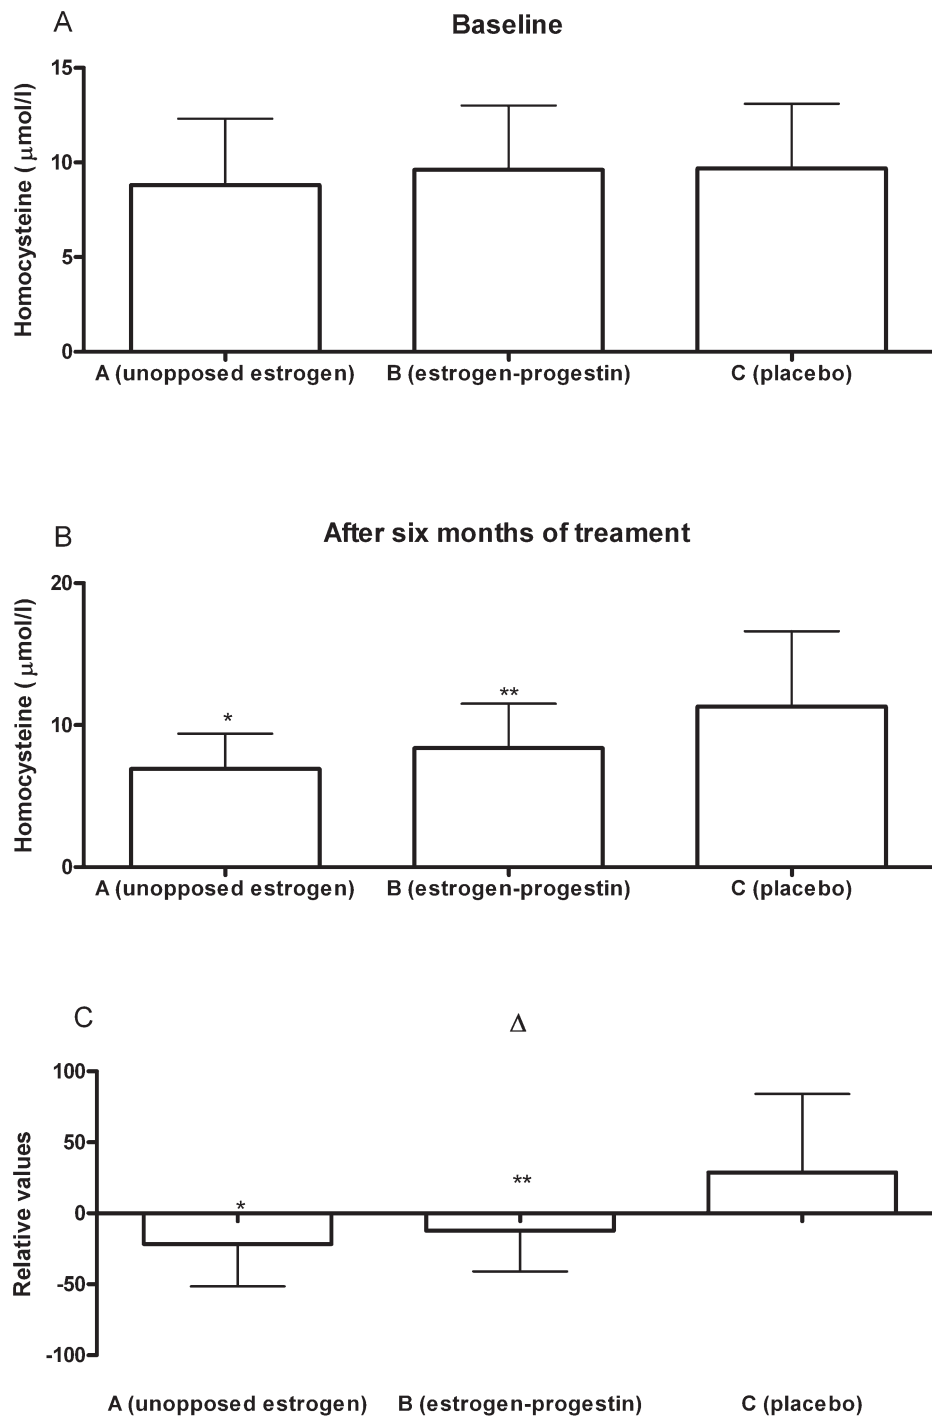 A
Baseline
Homocysteine ( μmol/l)
15
10
5
0
A (unopposed estrogen) B (estrogen-progestin) C (placebo)
B
After six months of treament
Homocysteine ( μmol/l)
20
**
*
10
0
A (unopposed estrogen) B (estrogen-progestin) C (placebo)
C
Δ
Relative values
100
50
**
*
0
-50
-100
A (unopposed estrogen) B (estrogen-progestin) C (placebo)